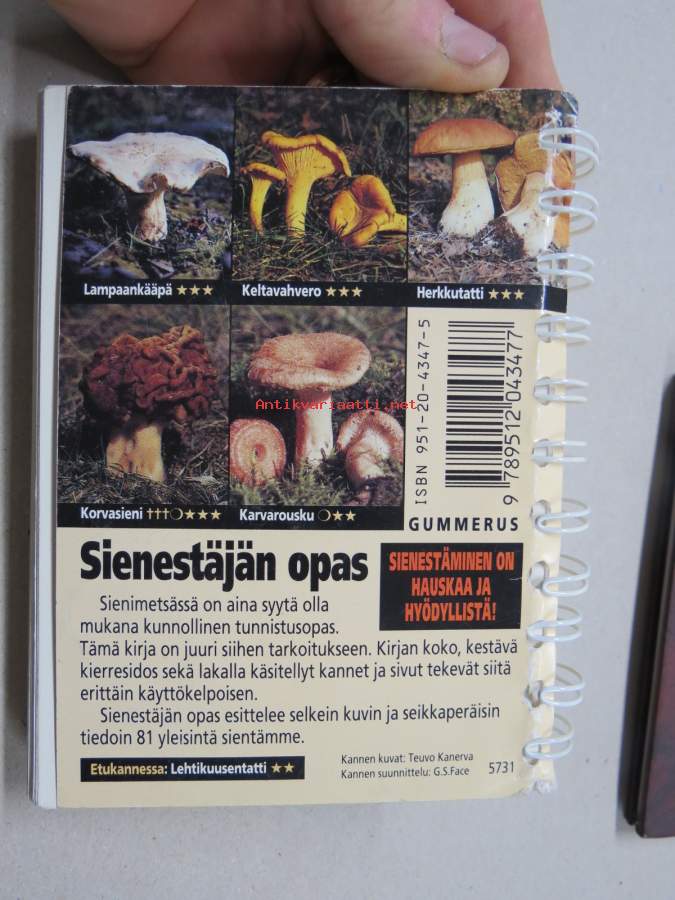 Lampaankääpä ★★★
Keltavahvero ★★★
Herkkutatti ★★★
Korvasieni †††❍★★★
Karvarousku ❍★★
Antikvariaatti.net
ISBN 951-20-4347-5
9 789512 043477
GUMMERUS
Sienestäjän opas
SIENESTÄMINEN ON
HAUSKAA JA
HYÖDYLLISTÄ!
Sienimetsässä on aina syytä olla
mukana kunnollinen tunnistusopas.
Tämä kirja on juuri siihen tarkoitukseen. Kirjan koko, kestävä
kierresidos sekä lakalla käsitellyt kannet ja sivut tekevät siitä
erittäin käyttökelpoisen.
Sienestäjän opas esittelee selkein kuvin ja seikkaperäisin
tiedoin 81 yleisintä sientämme.
Etukannessa: Lehtikuusentatti ★★
Kannen kuvat: Teuvo Kanerva
Kannen suunnittelu: G.S.Face
5731